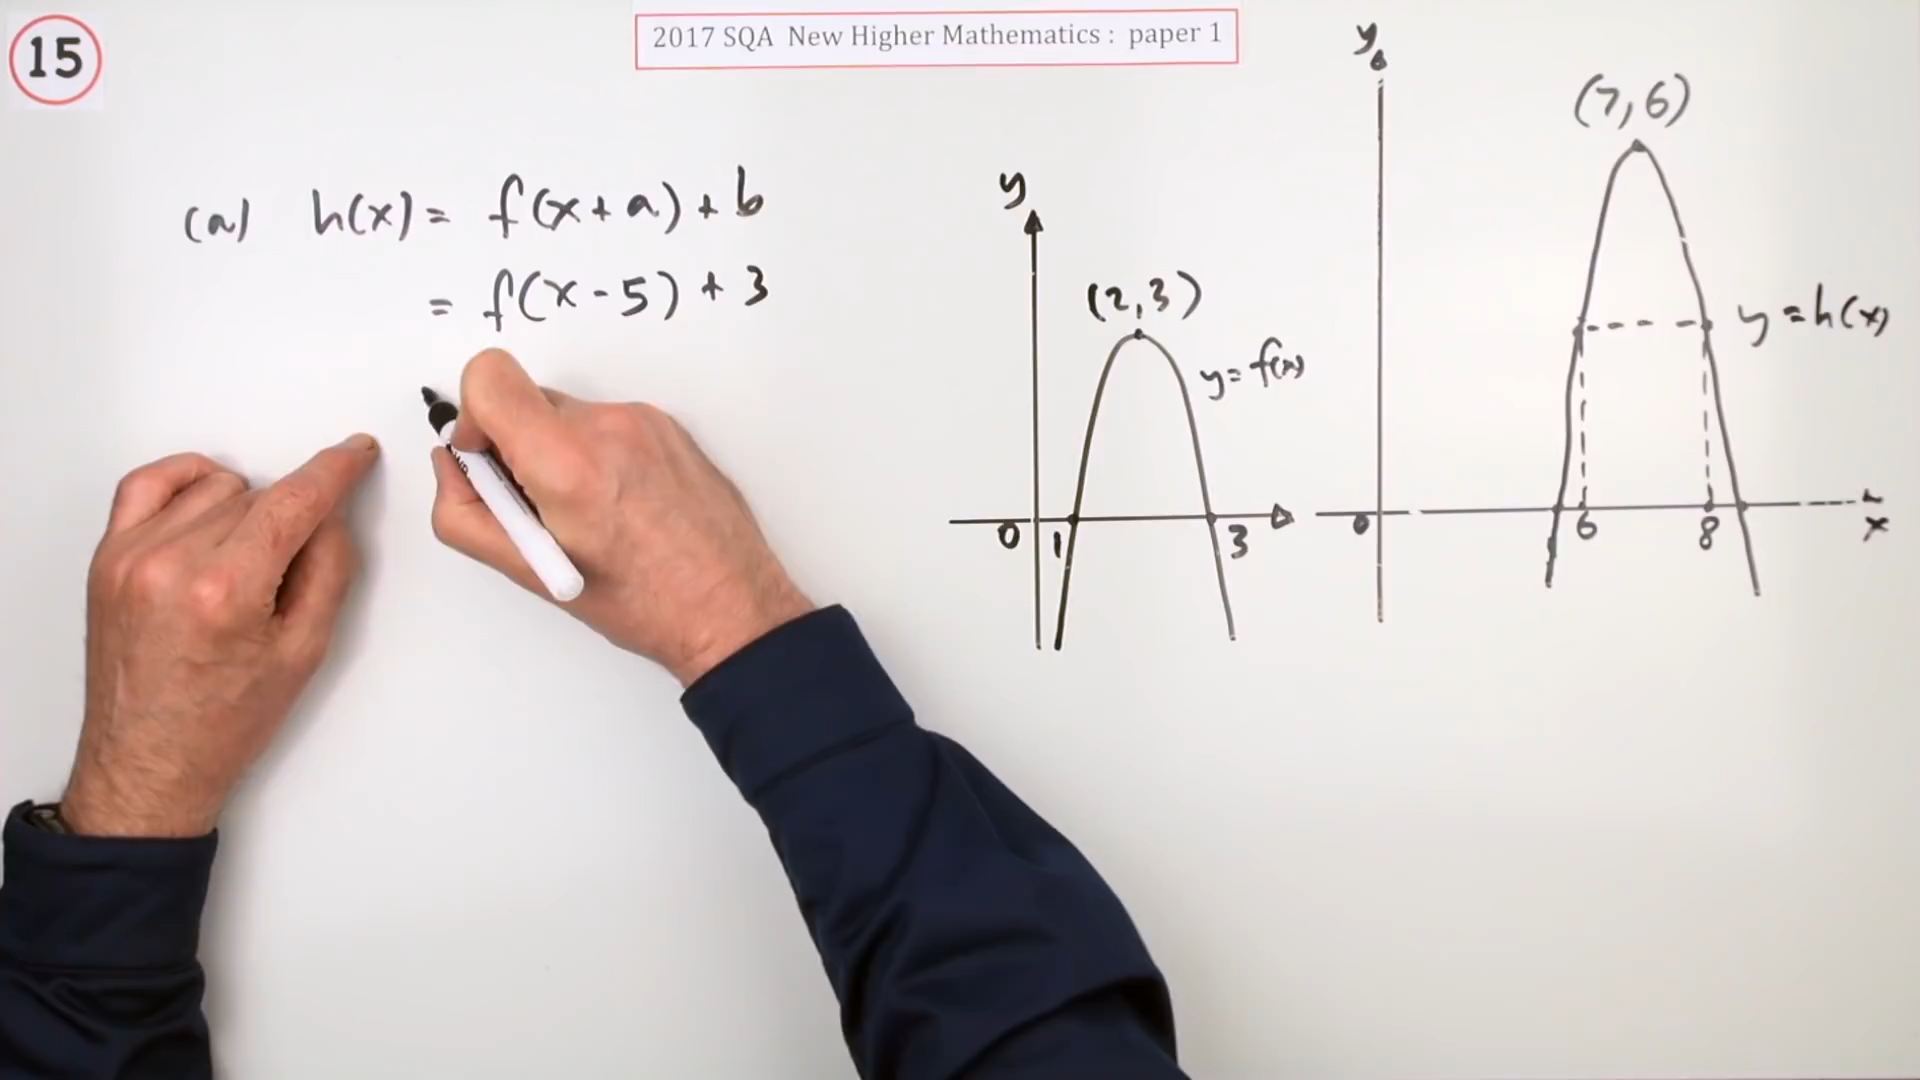 15
2017 SQA New Higher Mathematics : paper 1
(a) h(x) = f(x + a) + b
= f(x - 5) + 3
y
(2,3)
y = f(x)
0
1
3
y
(7,6)
y = h(x)
0
6
8
x